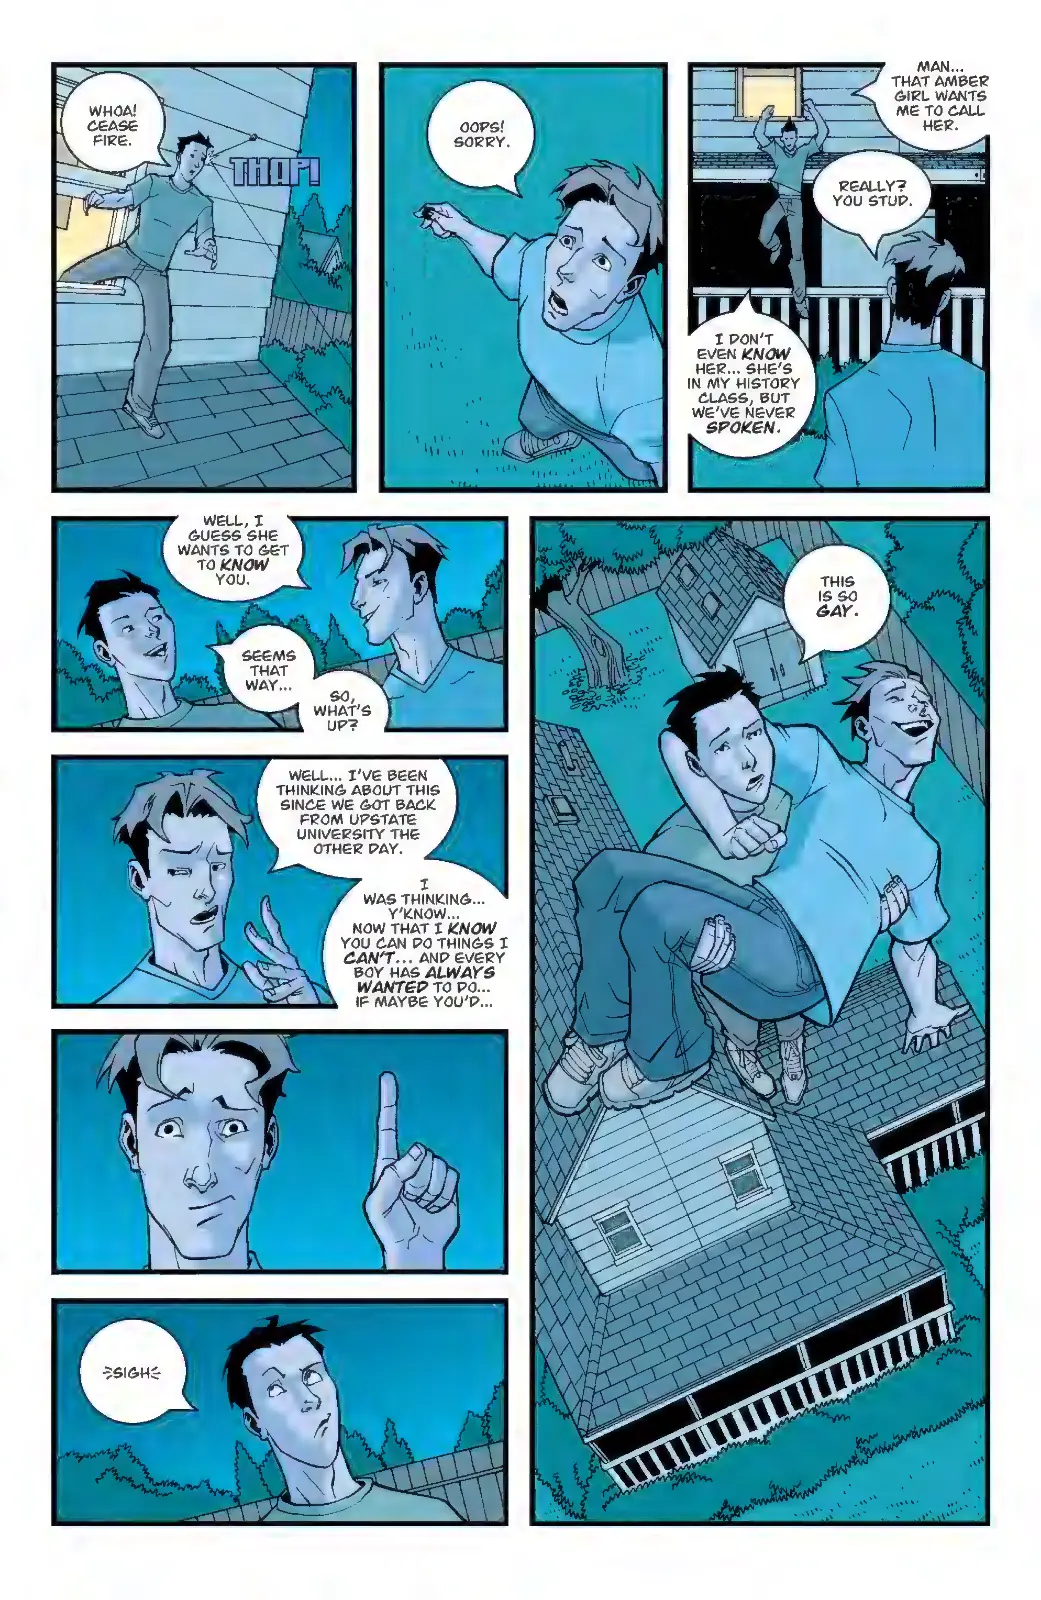 WHOA!
CEASE
FIRE.
THAP!
OOPS!
SORRY.
MAN...
THAT AMBER
GIRL WANTS
ME TO CALL
HER.
REALLY?
YOU STUD.
I DON'T
EVEN KNOW
HER... SHE'S
IN MY HISTORY
CLASS, BUT
WE'VE NEVER
SPOKEN.
WELL, I
GUESS SHE
WANTS TO GET
TO KNOW
YOU.
SEEMS
THAT
WAY...
SO,
WHAT'S
UP?
WELL... I'VE BEEN
THINKING ABOUT THIS
SINCE WE GOT BACK
FROM UPSTATE
UNIVERSITY THE
OTHER DAY.
I
WAS THINKING...
Y'KNOW...
NOW THAT I KNOW
YOU CAN DO THINGS I
CAN'T... AND EVERY
BOY HAS ALWAYS
WANTED TO DO...
IF MAYBE YOU'D...
SIGH
THIS
IS SO
GAY.